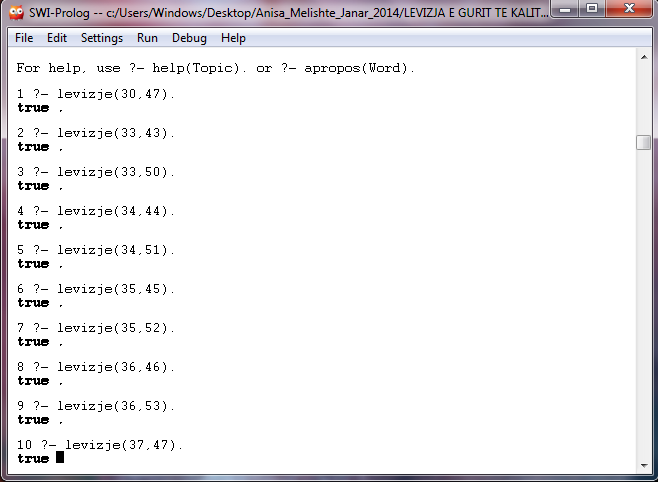 SWI-Prolog -- c:/Users/Windows/Desktop/Anisa_Melishte_Janar_2014/LEVIZJA E GURIT TE KALIT...
File Edit Settings Run Debug Help
For help, use ?- help(Topic). or ?- apropos(Word).
1 ?- levizje(30,47).
true .
2 ?- levizje(33,43).
true .
3 ?- levizje(33,50).
true .
4 ?- levizje(34,44).
true .
5 ?- levizje(34,51).
true .
6 ?- levizje(35,45).
true .
7 ?- levizje(35,52).
true .
8 ?- levizje(36,46).
true .
9 ?- levizje(36,53).
true .
10 ?- levizje(37,47).
true